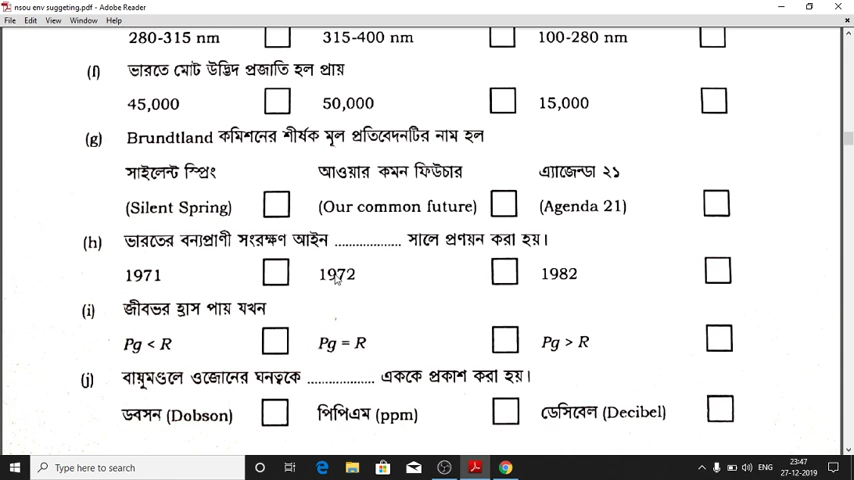 nsou env suggeting.pdf - Adobe Reader
File Edit View Window Help
280-315 nm 315-400 nm 100-280 nm
(f) ভারতে মোট উদ্ভিদ প্রজাতি হল প্রায়
45,000 50,000 15,000
(g) Brundtland কমিশনের শীর্ষক মূল প্রতিবেদনটির নাম হল
সাইলেন্ট স্প্রিং আওয়ার কমন ফিউচার এ্যাজেন্ডা ২১
(Silent Spring) (Our common future) (Agenda 21)
(h) ভারতের বন্যপ্রাণী সংরক্ষণ আইন ................... সালে প্রণয়ন করা হয়।
1971 1972 1982
(i) জীবভর হ্রাস পায় যখন
Pg < R Pg = R Pg > R
(j) বায়ুমণ্ডলে ওজোনের ঘনত্বকে ................... এককে প্রকাশ করা হয়।
ডবসন (Dobson) পিপিএম (ppm) ডেসিবেল (Decibel)
Type here to search ENG 23:47
27-12-2019